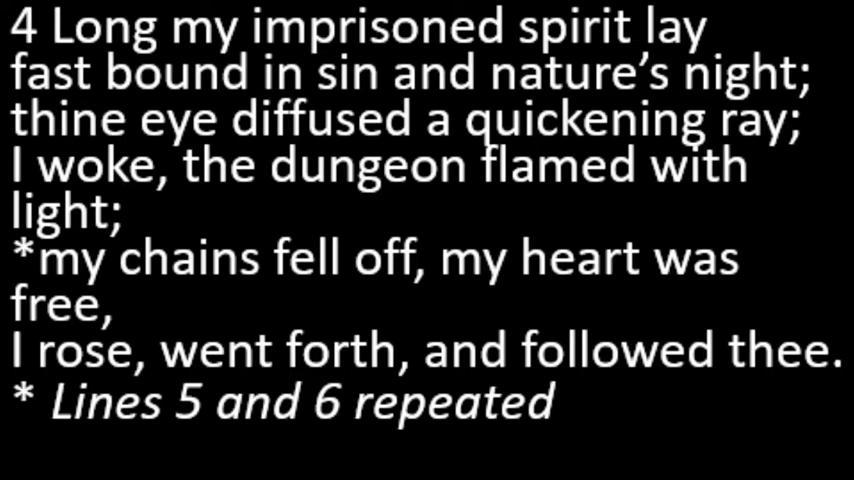 4 Long my imprisoned spirit lay
fast bound in sin and nature’s night;
thine eye diffused a quickening ray;
I woke, the dungeon flamed with
light;
*my chains fell off, my heart was
free,
I rose, went forth, and followed thee.
* Lines 5 and 6 repeated